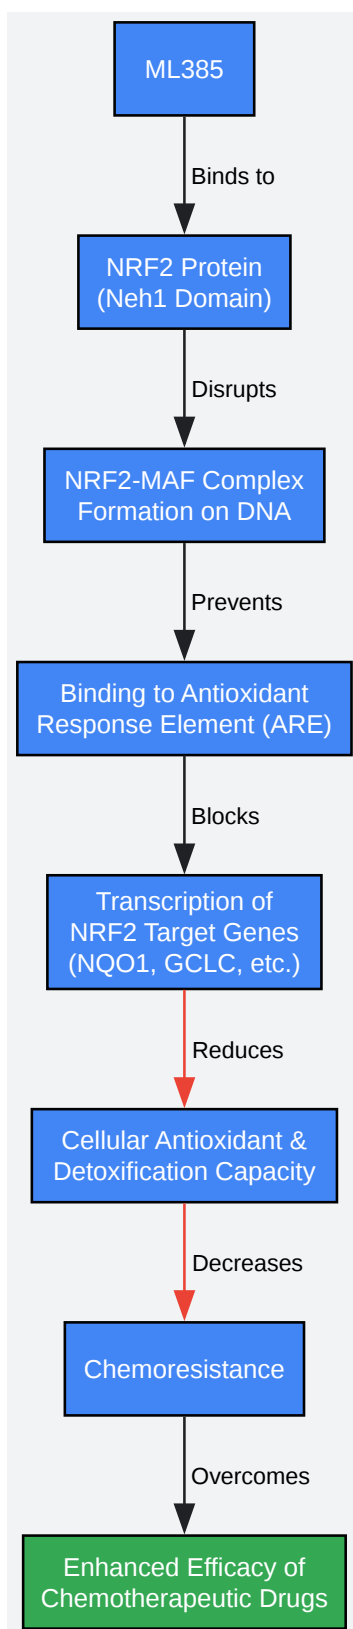 ML385
Binds to
NRF2 Protein
(Neh1 Domain)
Disrupts
NRF2-MAF Complex
Formation on DNA
Prevents
Binding to Antioxidant
Response Element (ARE)
Blocks
Transcription of
NRF2 Target Genes
(NQO1, GCLC, etc.)
Reduces
Cellular Antioxidant &
Detoxification Capacity
Decreases
Chemoresistance
Overcomes
Enhanced Efficacy of
Chemotherapeutic Drugs